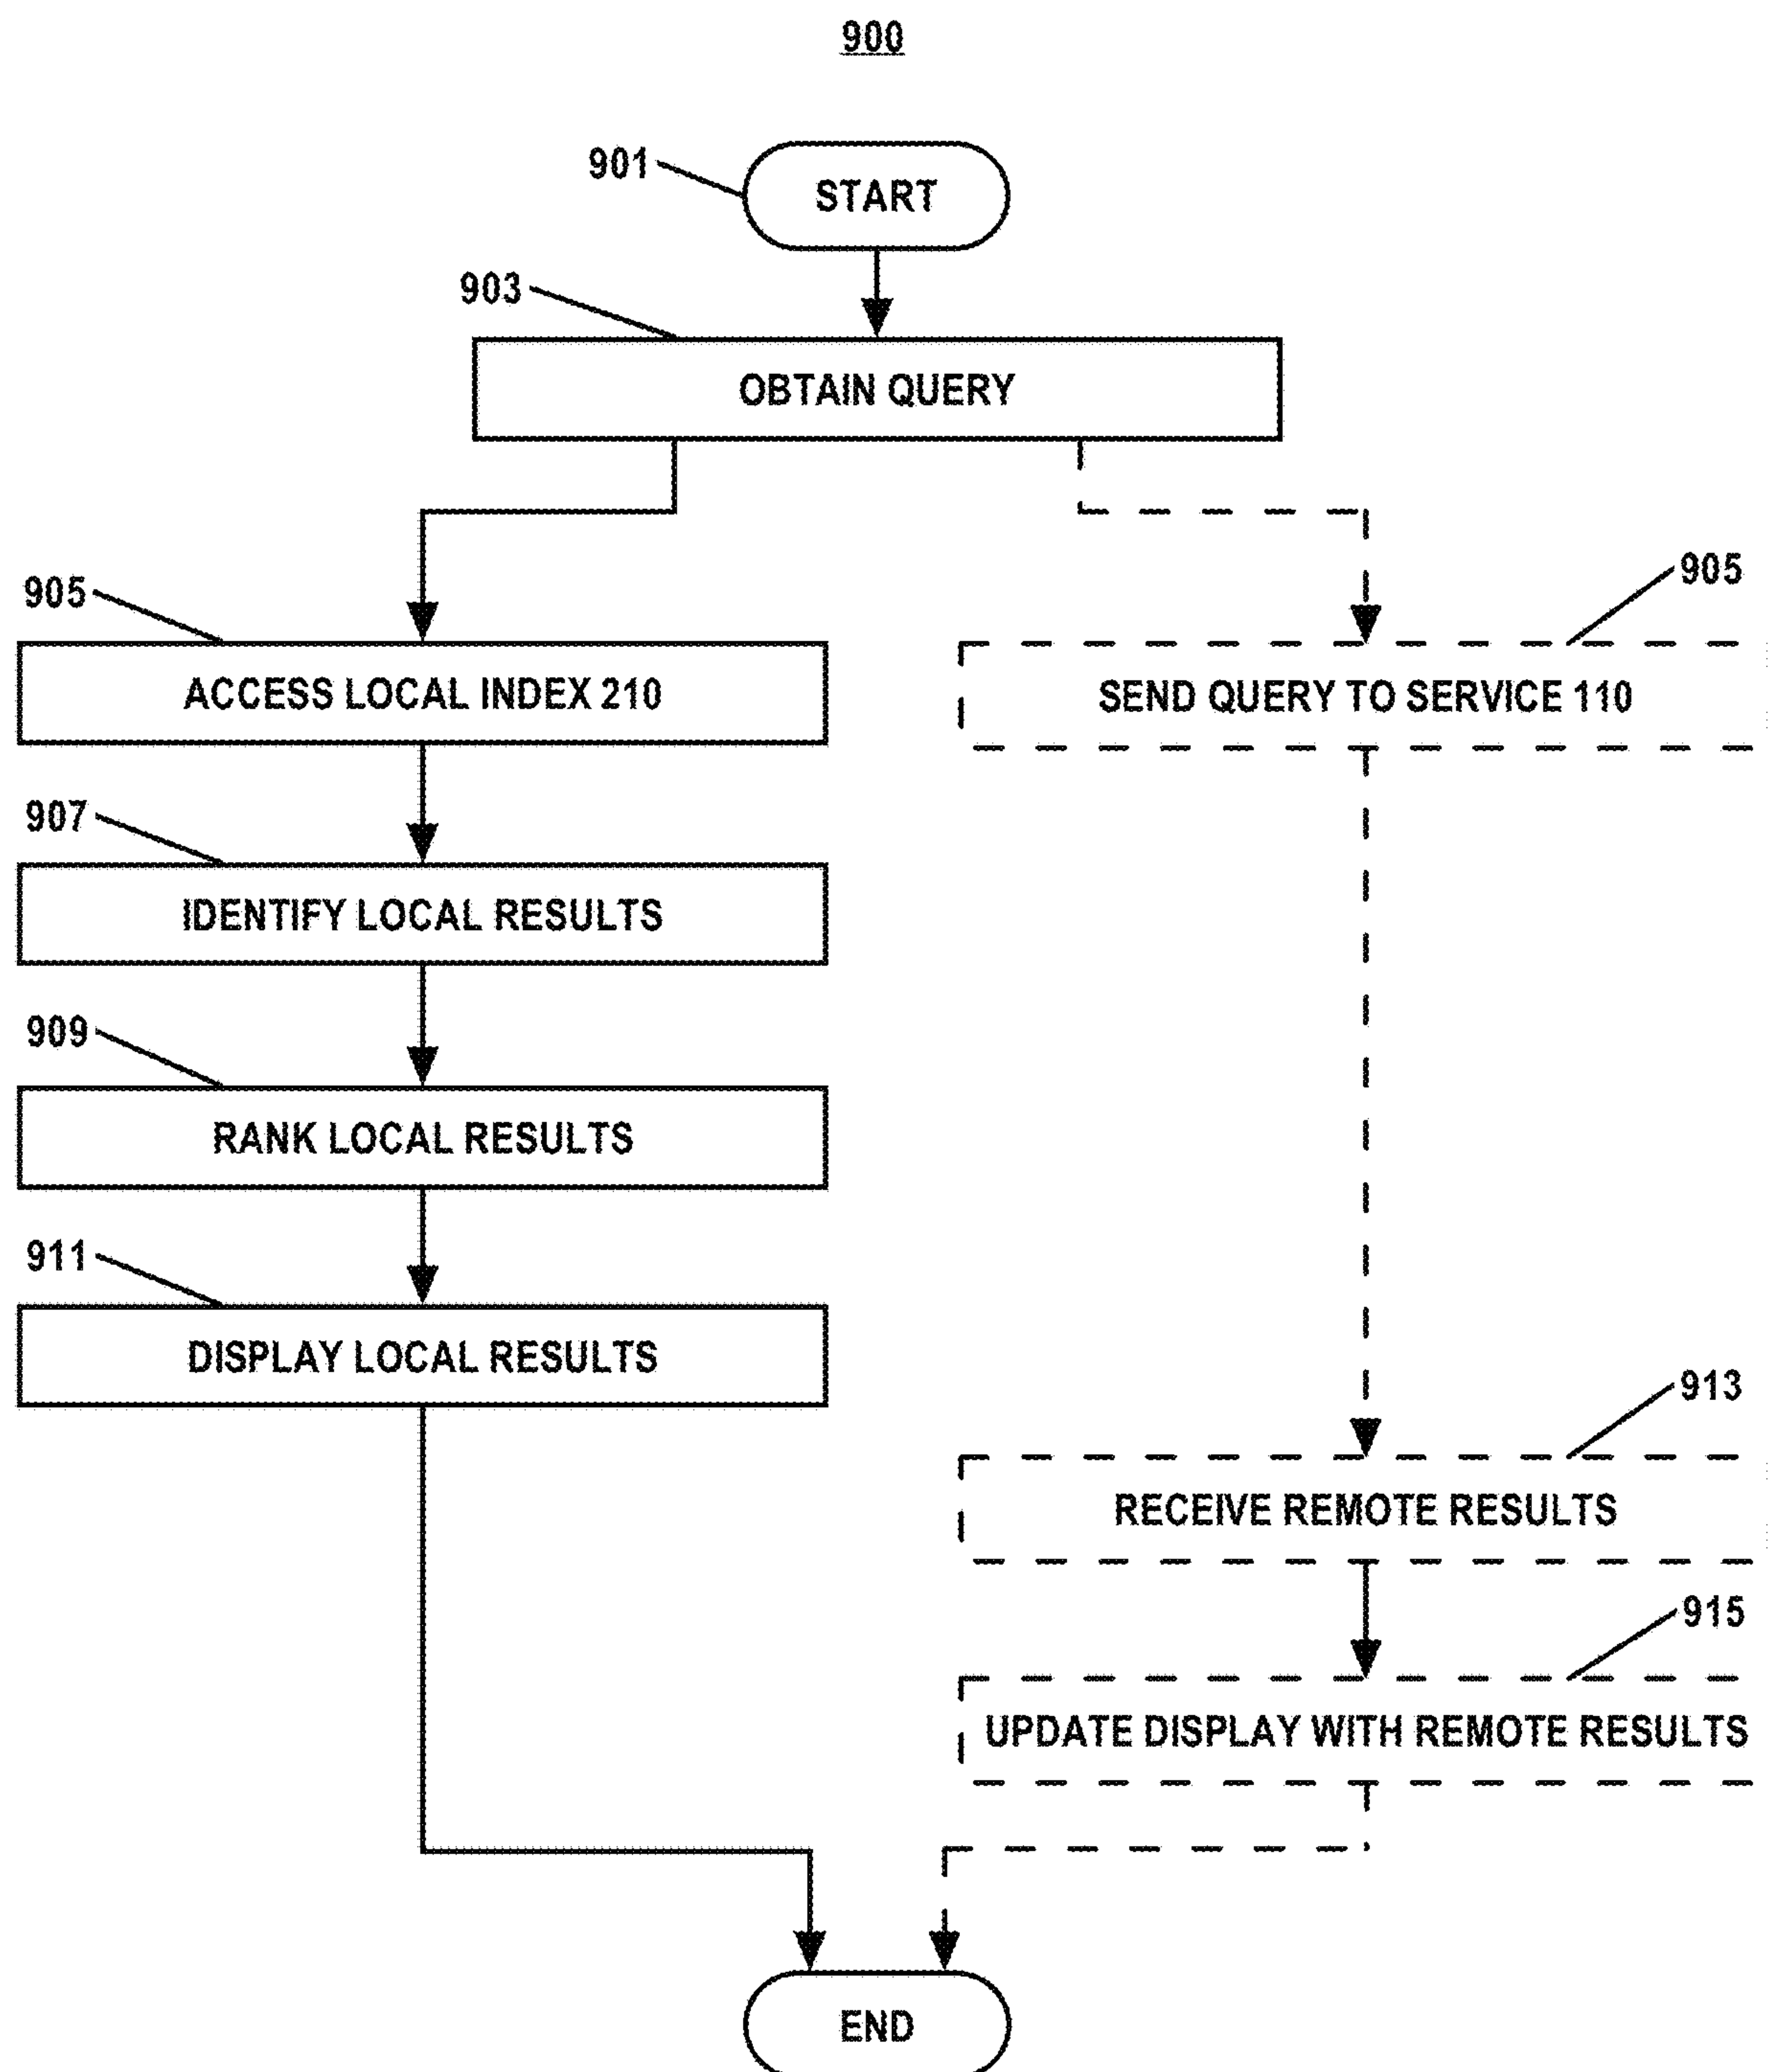 900
901
START
903
OBTAIN QUERY
905
905
ACCESS LOCAL INDEX 210
SEND QUERY TO SERVICE 110
907
IDENTIFY LOCAL RESULTS
909
RANK LOCAL RESULTS
911
DISPLAY LOCAL RESULTS
913
RECEIVE REMOTE RESULTS
915
UPDATE DISPLAY WITH REMOTE RESULTS
END